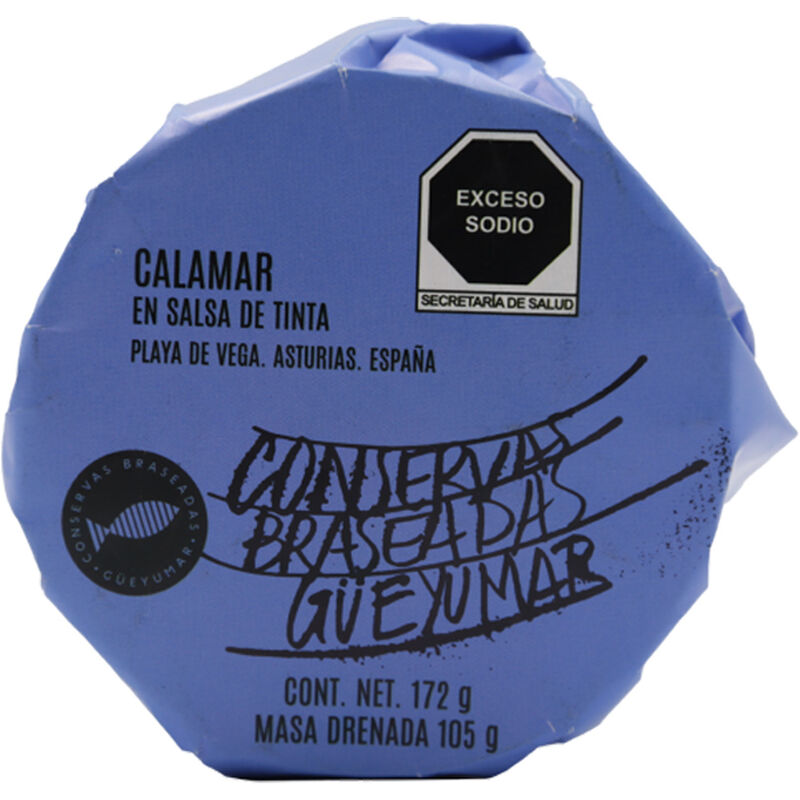 EXCESO
SODIO
SECRETARÍA DE SALUD
CALAMAR
EN SALSA DE TINTA
PLAYA DE VEGA. ASTURIAS. ESPAÑA
CONSERVAS
BRASEADAS
GÜEYUMAR
CONSERVAS BRASEADAS
GÜEYUMAR
CONT. NET. 172 g
MASA DRENADA 105 g